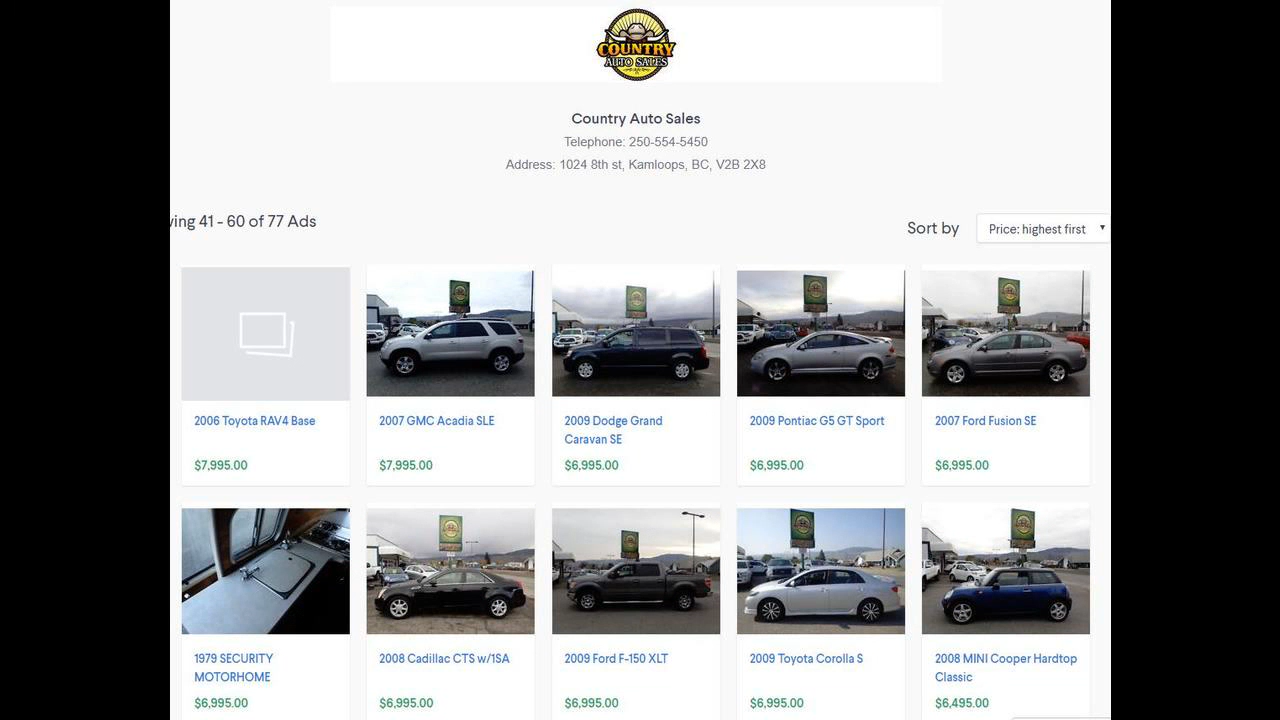 COUNTRY
AUTO SALES
Country Auto Sales
Telephone: 250-554-5450
Address: 1024 8th st, Kamloops, BC, V2B 2X8
wing 41 - 60 of 77 Ads
Sort by
Price: highest first
2006 Toyota RAV4 Base
$7,995.00
2007 GMC Acadia SLE
$7,995.00
2009 Dodge Grand
Caravan SE
$6,995.00
2009 Pontiac G5 GT Sport
$6,995.00
2007 Ford Fusion SE
$6,995.00
1979 SECURITY
MOTORHOME
$6,995.00
2008 Cadillac CTS w/1SA
$6,995.00
2009 Ford F-150 XLT
$6,995.00
2009 Toyota Corolla S
$6,995.00
2008 MINI Cooper Hardtop
Classic
$6,495.00